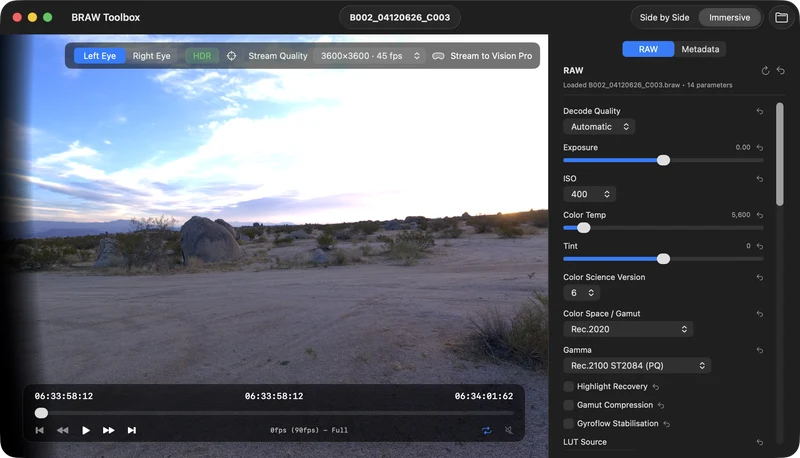 BRAW Toolbox
B002_04120626_C003
Side by Side Immersive
Left Eye Right Eye HDR Stream Quality 3600×3600 · 45 fps Stream to Vision Pro
RAW Metadata
RAW
Loaded B002_04120626_C003.braw • 14 parameters
Decode Quality
Automatic
Exposure 0.00
ISO
400
Color Temp 5,600
Tint 0
Color Science Version
6
Color Space / Gamut
Rec.2020
Gamma
Rec.2100 ST2084 (PQ)
Highlight Recovery
Gamut Compression
Gyroflow Stabilisation
LUT Source
06:33:58:12 06:33:58:12 06:34:01:62
0fps (90fps) — Full